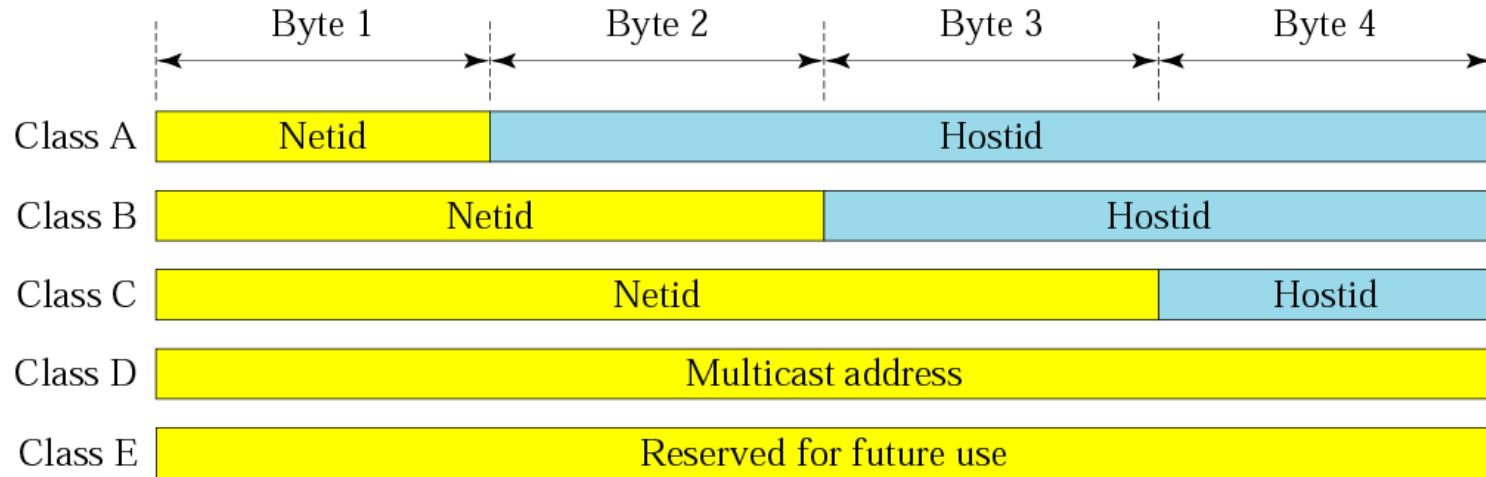 Byte 1 Byte 2 Byte 3 Byte 4
Class A Netid Hostid
Class B Netid Hostid
Class C Netid Hostid
Class D Multicast address
Class E Reserved for future use